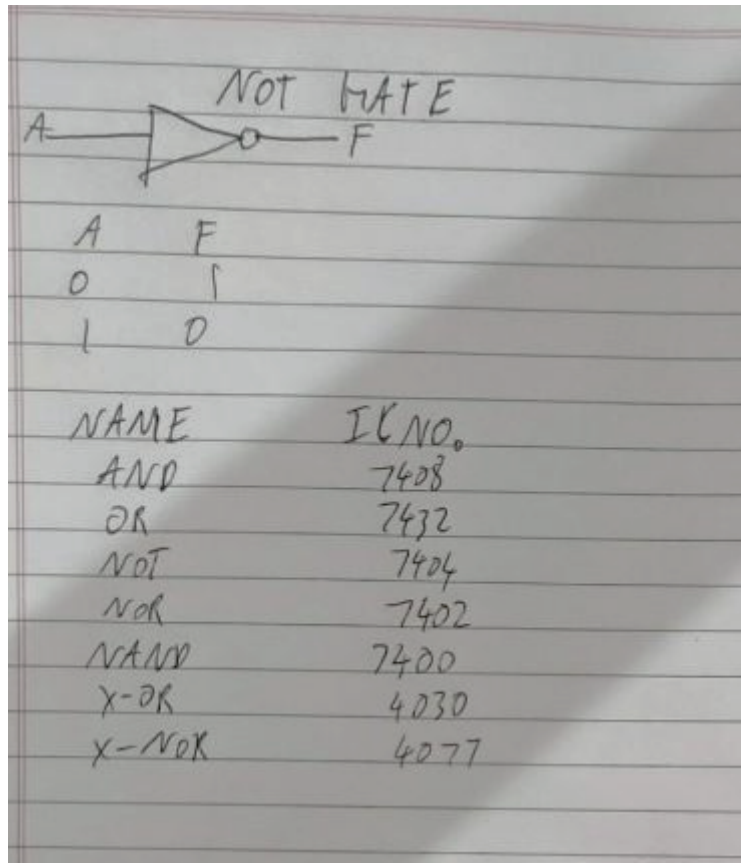 NOT GATE
A F
A F
0 1
1 0
NAME IC NO.
AND 7408
OR 7432
NOT 7404
NOR 7402
NAND 7400
X-OR 4030
X-NOR 4077